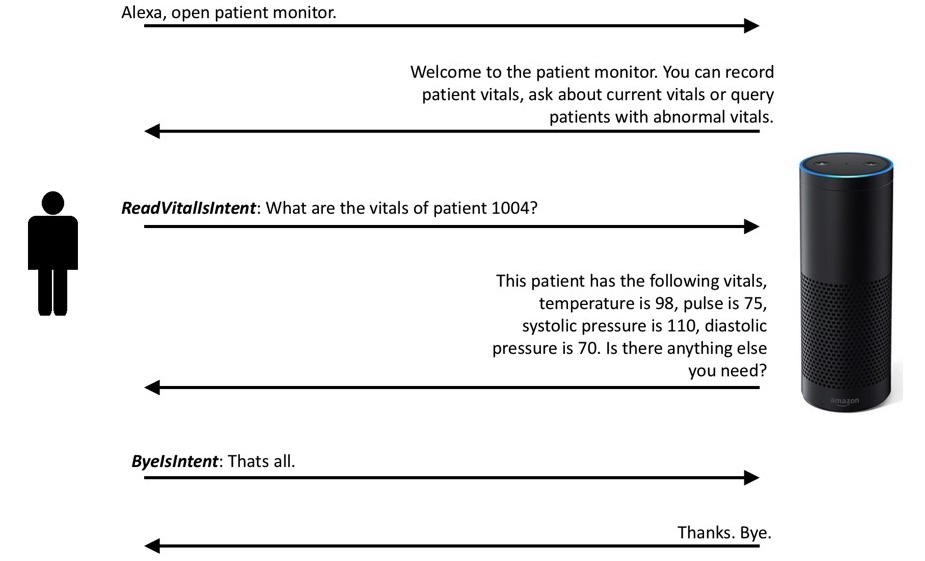 Alexa, open patient monitor.
Welcome to the patient monitor. You can record
patient vitals, ask about current vitals or query
patients with abnormal vitals.
ReadVitalIsIntent: What are the vitals of patient 1004?
This patient has the following vitals,
temperature is 98, pulse is 75,
systolic pressure is 110, diastolic
pressure is 70. Is there anything else
you need?
ByeIsIntent: Thats all.
Thanks. Bye.
amazon